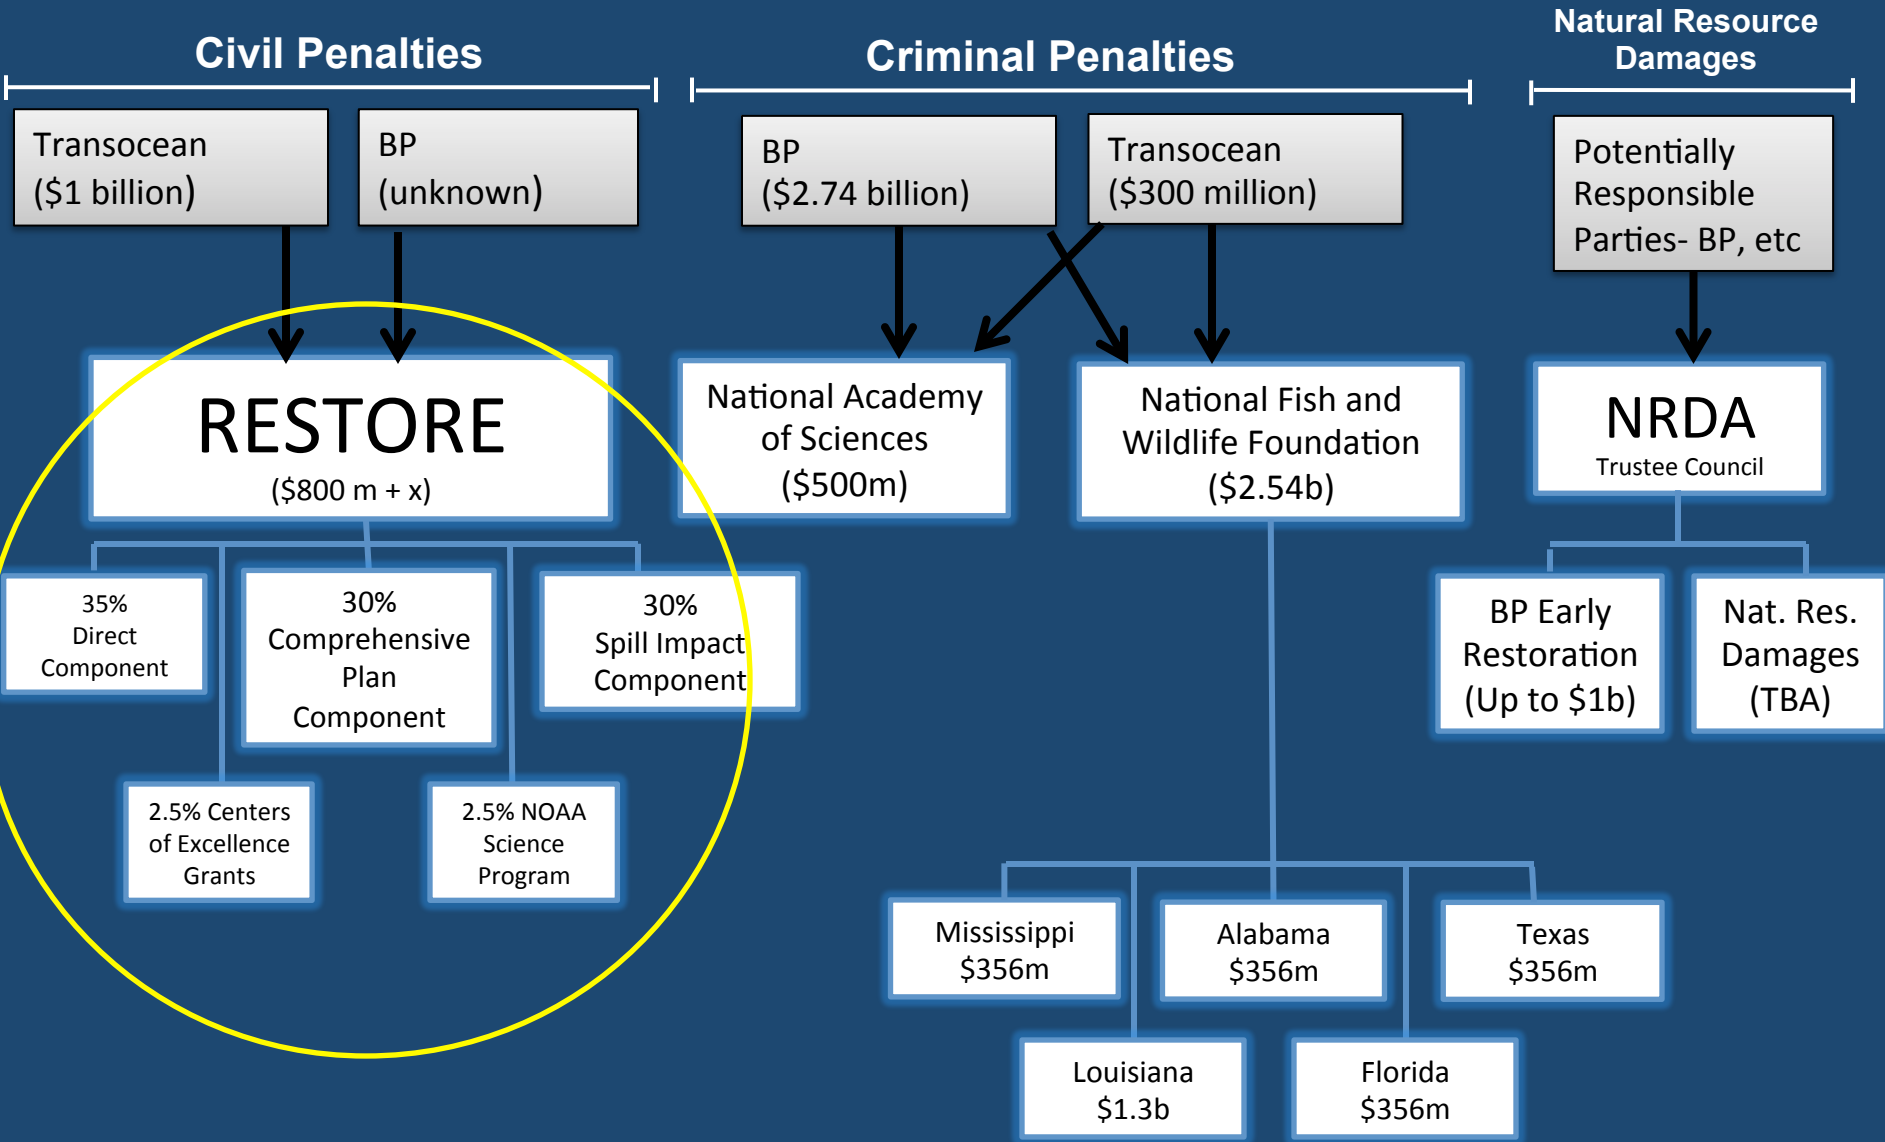 Civil Penalties
Criminal Penalties
Natural Resource
Damages
Transocean
($1 billion)
BP
(unknown)
BP
($2.74 billion)
Transocean
($300 million)
Potentially
Responsible
Parties- BP, etc
RESTORE
($800 m + x)
National Academy
of Sciences
($500m)
National Fish and
Wildlife Foundation
($2.54b)
NRDA
Trustee Council
35%
Direct
Component
30%
Comprehensive
Plan
Component
30%
Spill Impact
Component
BP Early
Restoration
(Up to $1b)
Nat. Res.
Damages
(TBA)
2.5% Centers
of Excellence
Grants
2.5% NOAA
Science
Program
Mississippi
$356m
Alabama
$356m
Texas
$356m
Louisiana
$1.3b
Florida
$356m